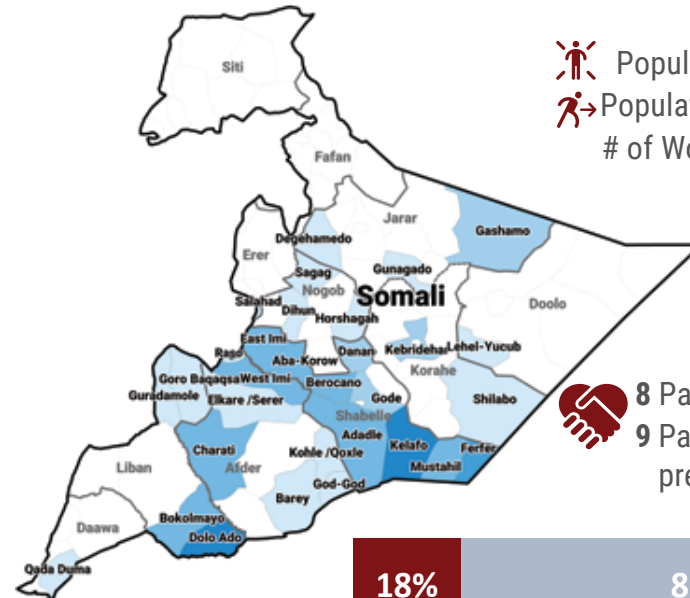 Siti
Popul
Populat
# of Wo
Fafan
Jarar
Degehamedo
Gashamo
Erer
Sagag
Gunagado
Nogob
Somali
Doolo
Salahad
Dihun
Horshagah
East Imi
Raso
Danan
Kebridehar
Lehel-Yucub
Aba-Korow
Korahe
Goro Baqaqsa
West Imi
Berocano
Guradamole
Elkare /Serer
Gode
Shilabo
8 Pa
Shabelle
9 Pa
Adadle
Kelafo
Charati
Kohle /Qoxle
Ferfer
Liban
Afder
Mustahil
pre
God-God
Barey
Bokolmayo
Daawa
Dolo Ado
Qada Duma
18%
8